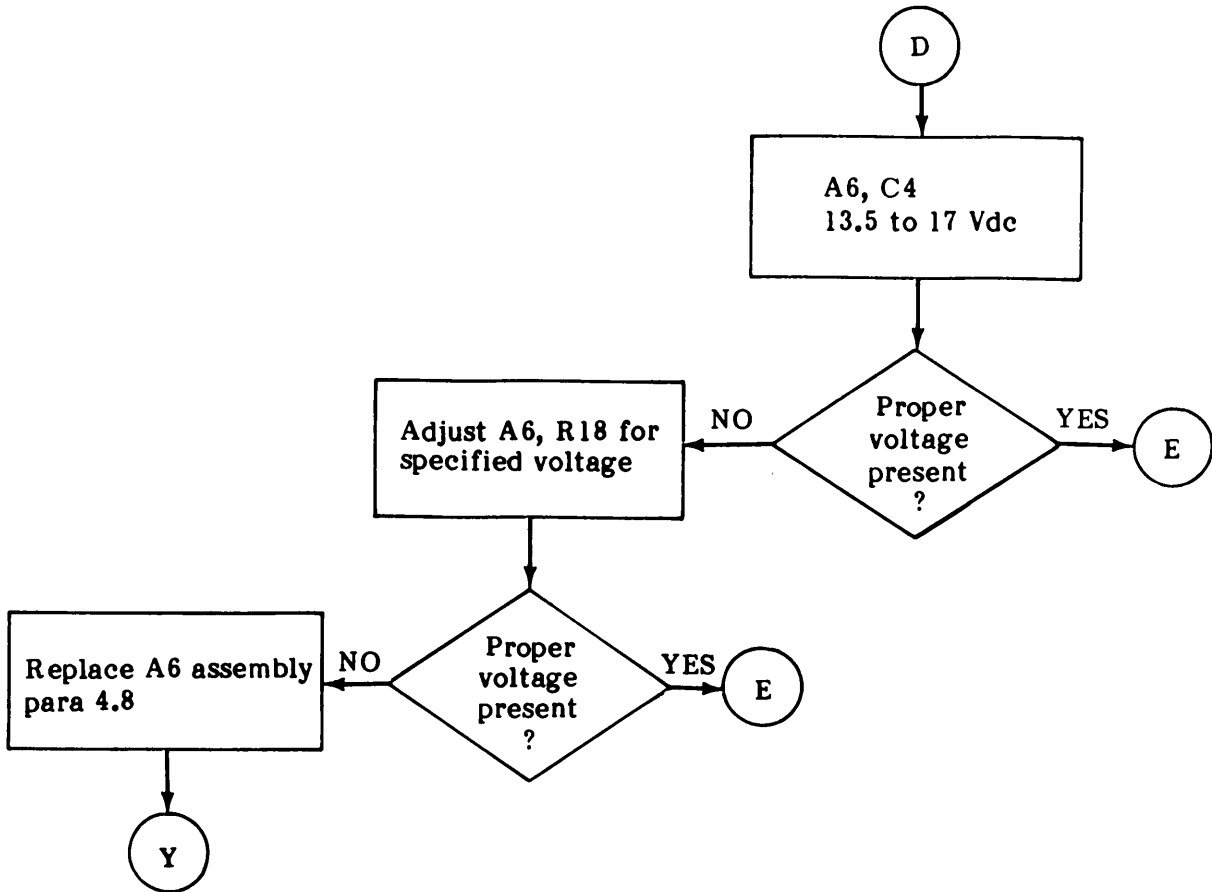 D
A6, C4
13.5 to 17 Vdc
Proper
voltage
present
?
NO
YES
E
Adjust A6, R18 for
specified voltage
Proper
voltage
present
?
NO
YES
E
Replace A6 assembly
para 4.8
Y